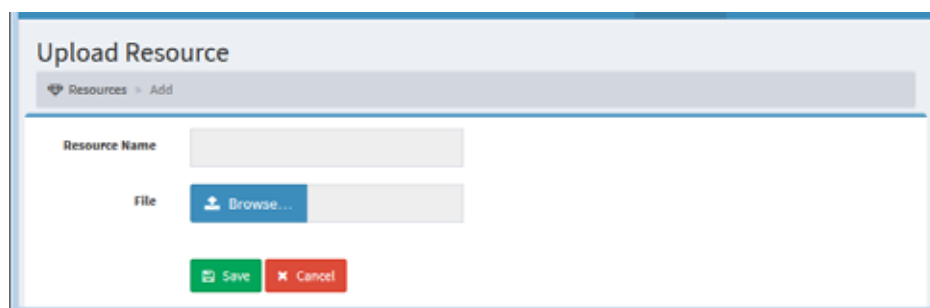 Upload Resource
Resources > Add
Resource Name
File
Browse...
Save
Cancel